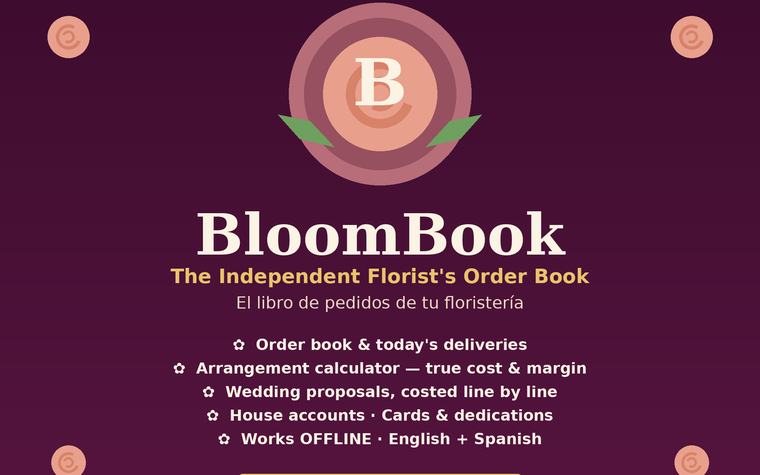 B
BloomBook
The Independent Florist's Order Book
El libro de pedidos de tu floristería
✿ Order book & today's deliveries
✿ Arrangement calculator — true cost & margin
✿ Wedding proposals, costed line by line
✿ House accounts · Cards & dedications
✿ Works OFFLINE · English + Spanish